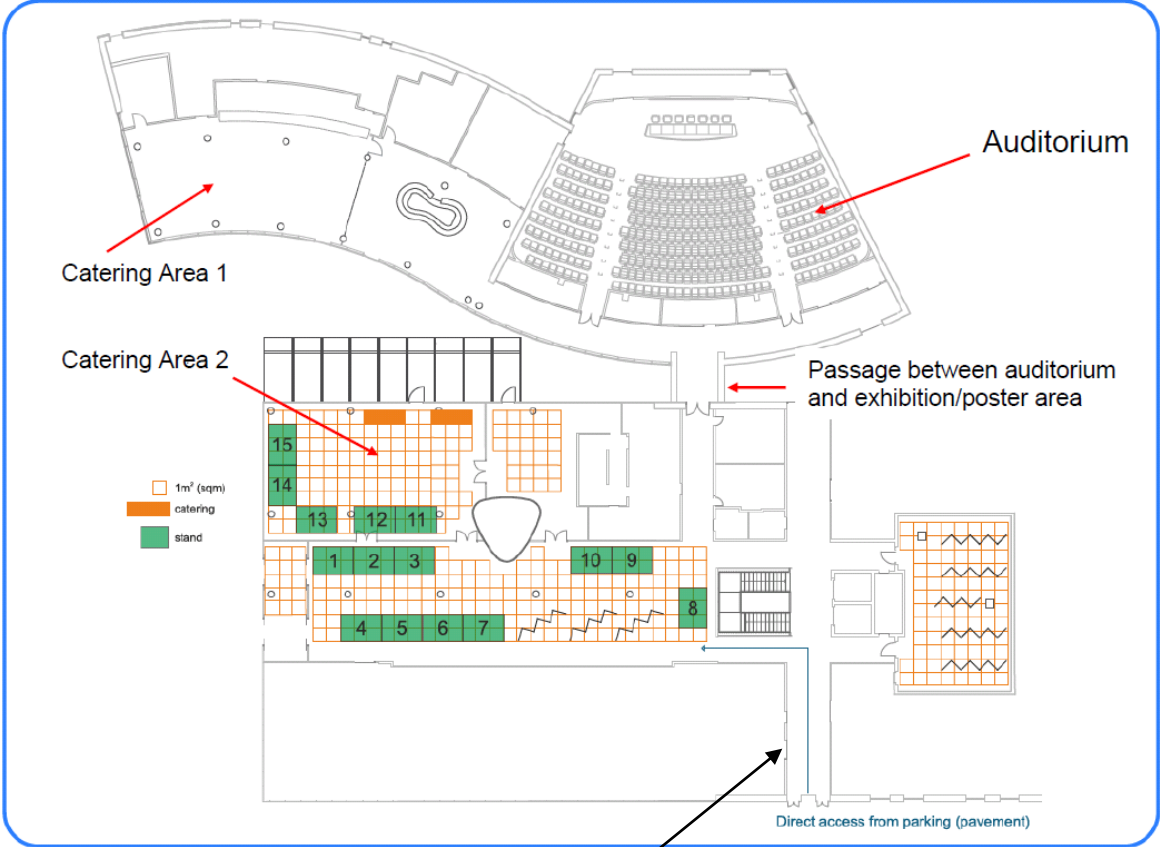 Auditorium
Catering Area 1
Catering Area 2
Passage between auditorium
and exhibition/poster area
15
14
13 12 11
1m² (sqm)
catering
stand
1 2 3
10 9
8
4 5 6 7
Direct access from parking (pavement)